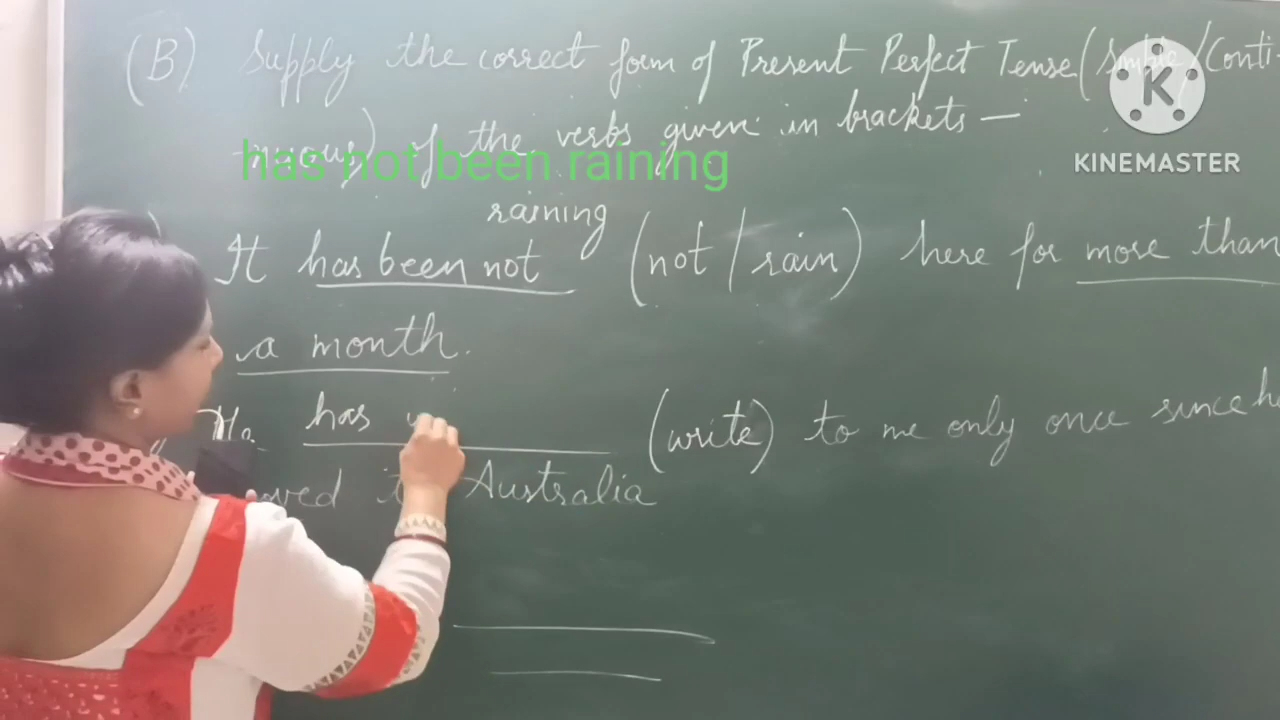 (B) Supply the correct form of Present Perfect Tense (Simple/Conti-
nuous) of the verbs given in brackets —
has not been raining
KINEMASTER
raining
It has been not (not/rain) here for more than
a month.
He has (write) to me only once since he
Australia